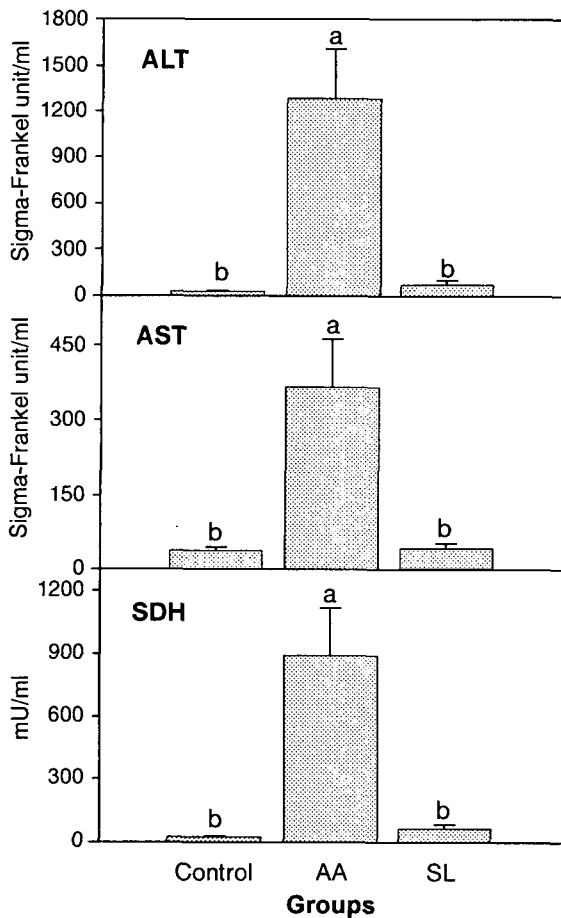 1800
1500
1200
900
600
300
0
Sigma-Frankel unit/ml
ALT
b
a
b
450
300
150
0
Sigma-Frankel unit/ml
AST
b
a
b
1200
900
600
300
0
mU/ml
SDH
b
a
b
Control AA SL
Groups